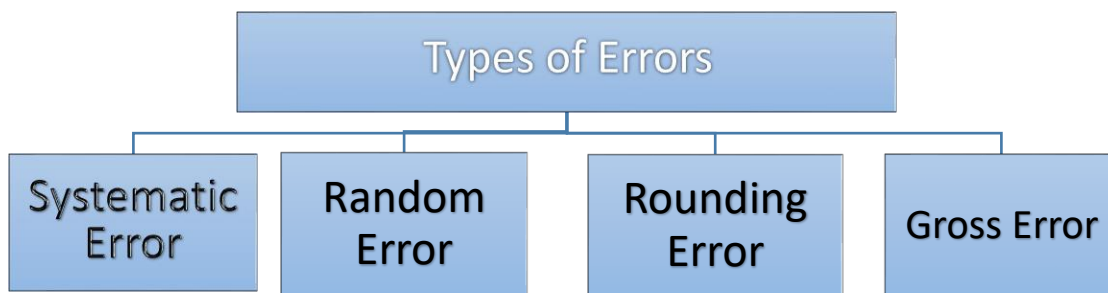 Types of Errors
Systematic
Error
Random
Error
Rounding
Error
Gross Error